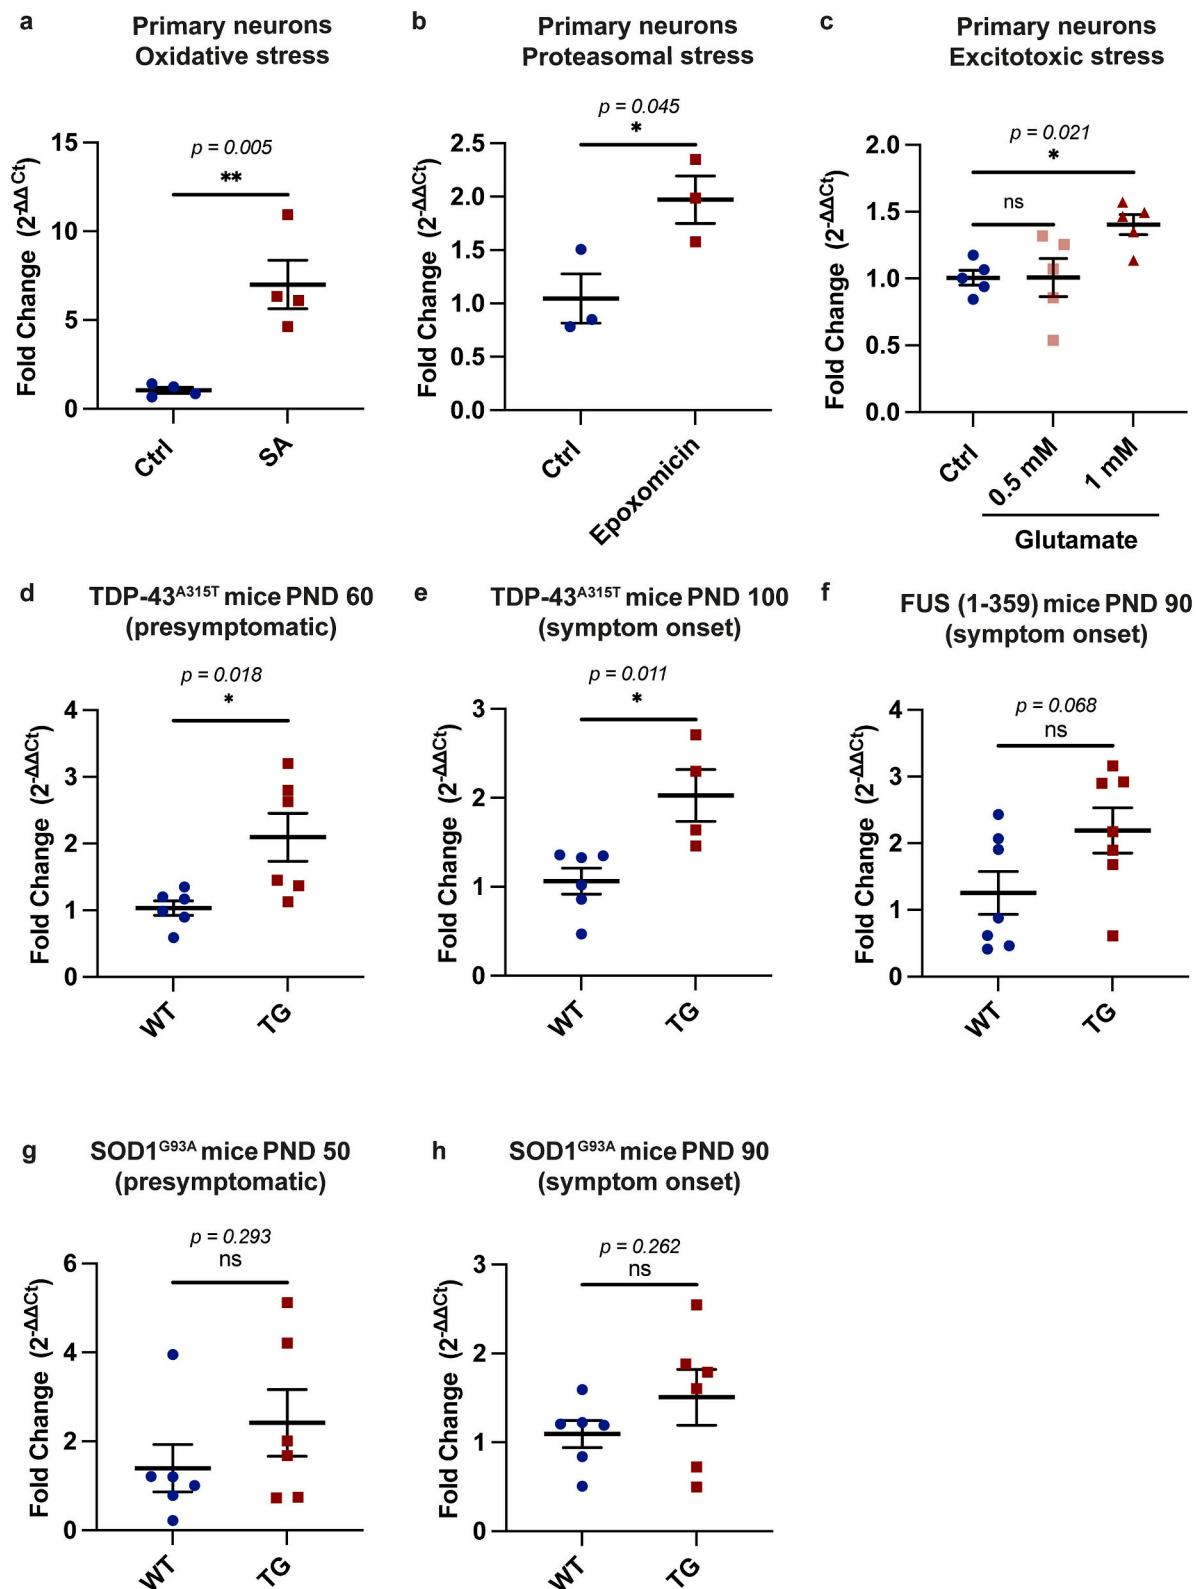 a
Primary neurons
Oxidative stress
p = 0.005
**
Fold Change (2^-ΔΔCt)
15
10
5
0
Ctrl
SA
b
Primary neurons
Proteasomal stress
p = 0.045
*
Fold Change (2^-ΔΔCt)
2.5
2.0
1.5
1.0
0.5
0.0
Ctrl
Epoxomicin
c
Primary neurons
Excitotoxic stress
p = 0.021
*
ns
Fold Change (2^-ΔΔCt)
2.0
1.5
1.0
0.5
0.0
Ctrl
0.5 mM
1 mM
Glutamate
d
TDP-43^A315T mice PND 60
(presymptomatic)
p = 0.018
*
Fold Change (2^-ΔΔCt)
4
3
2
1
0
WT
TG
e
TDP-43^A315T mice PND 100
(symptom onset)
p = 0.011
*
Fold Change (2^-ΔΔCt)
3
2
1
0
WT
TG
f
FUS (1-359) mice PND 90
(symptom onset)
p = 0.068
ns
Fold Change (2^-ΔΔCt)
4
3
2
1
0
WT
TG
g
SOD1^G93A mice PND 50
(presymptomatic)
p = 0.293
ns
Fold Change (2^-ΔΔCt)
6
4
2
0
WT
TG
h
SOD1^G93A mice PND 90
(symptom onset)
p = 0.262
ns
Fold Change (2^-ΔΔCt)
3
2
1
0
WT
TG